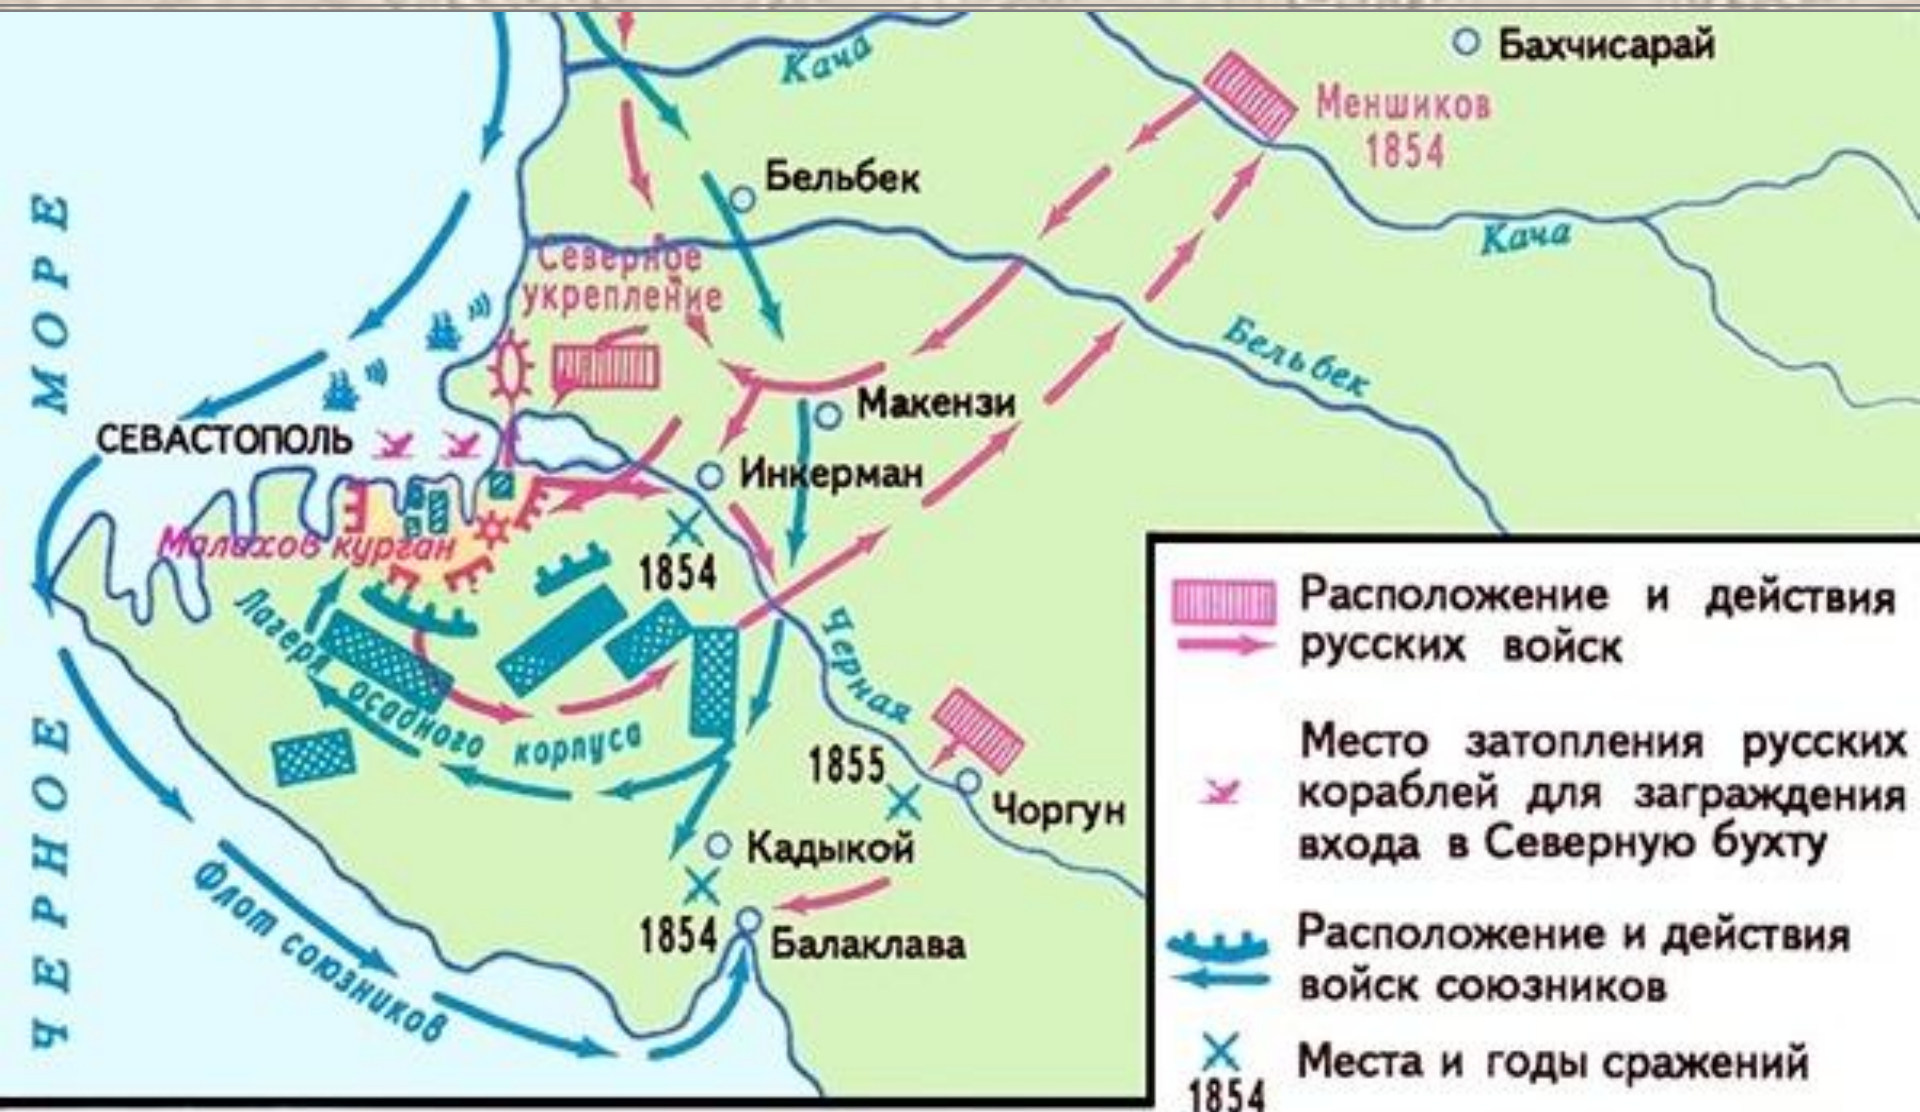 Бахчисарай
Кача
Меншиков
1854
Бельбек
Кача
Северное
укрепление
Бельбек
МОРЕ
Макензи
СЕВАСТОПОЛЬ
Инкерман
Малахов курган
1854
Лагеря осадного корпуса
Черная
1855
Чоргун
Кадыкой
1854
Балаклава
Флот союзников
ЧЕРНОЕ
Расположение и действия
русских войск
Место затопления русских
кораблей для заграждения
входа в Северную бухту
Расположение и действия
войск союзников
Места и годы сражений
1854